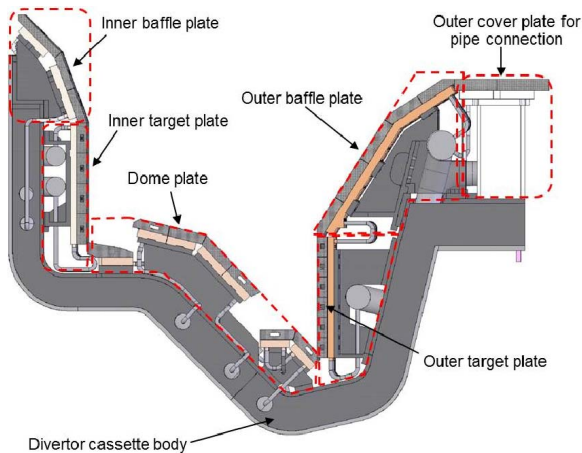 Inner baffle plate
Outer cover plate for
pipe connection
Outer baffle plate
Inner target plate
Dome plate
Outer target plate
Divertor cassette body